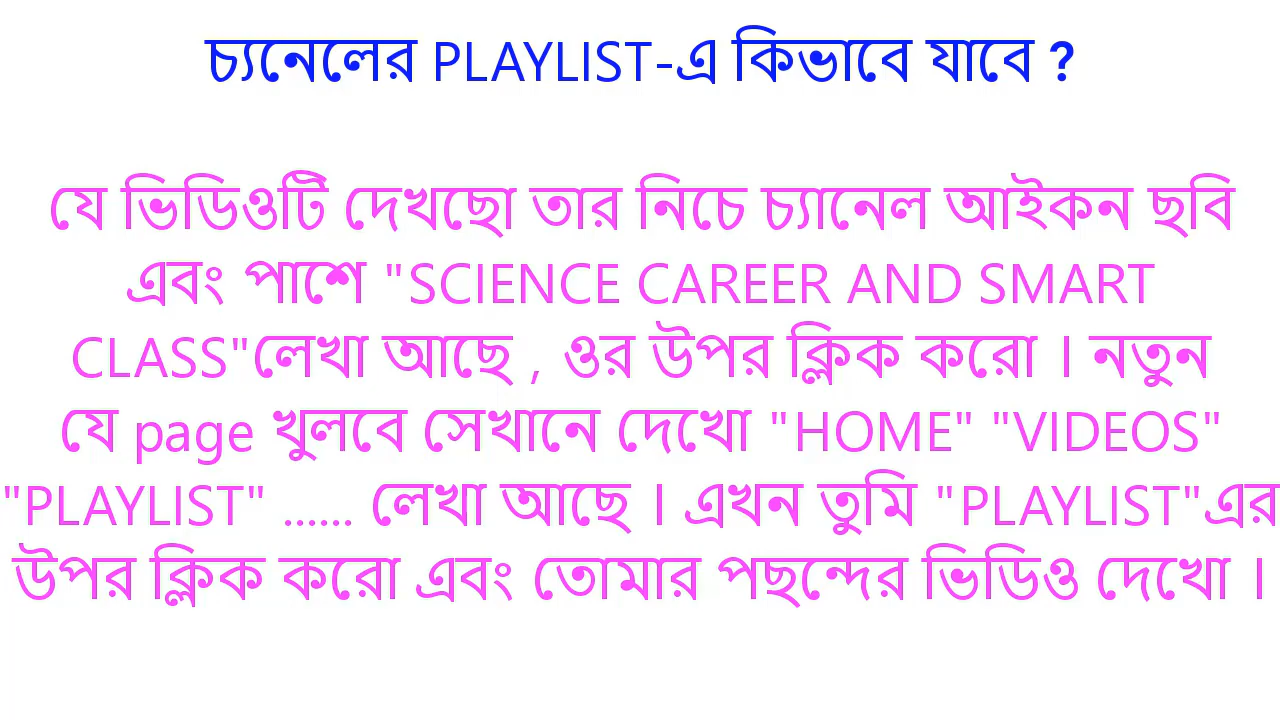 চ্যনেলের PLAYLIST-এ কিভাবে যাবে ?
যে ভিডিওটি দেখছো তার নিচে চ্যানেল আইকন ছবি
এবং পাশে "SCIENCE CAREER AND SMART
CLASS"লেখা আছে , ওর উপর ক্লিক করো । নতুন
যে page খুলবে সেখানে দেখো "HOME" "VIDEOS"
"PLAYLIST" ...... লেখা আছে । এখন তুমি "PLAYLIST"এর
উপর ক্লিক করো এবং তোমার পছন্দের ভিডিও দেখো ।